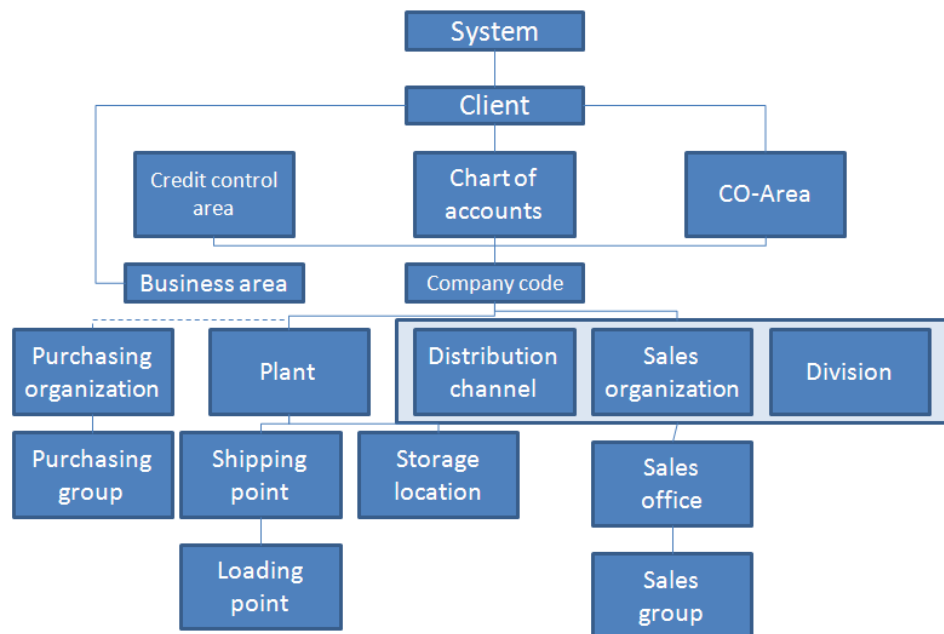 System
Client
Credit control
area
Chart of
accounts
CO-Area
Business area
Company code
Purchasing
organization
Plant
Distribution
channel
Sales
organization
Division
Purchasing
group
Shipping
point
Storage
location
Sales
office
Loading
point
Sales
group